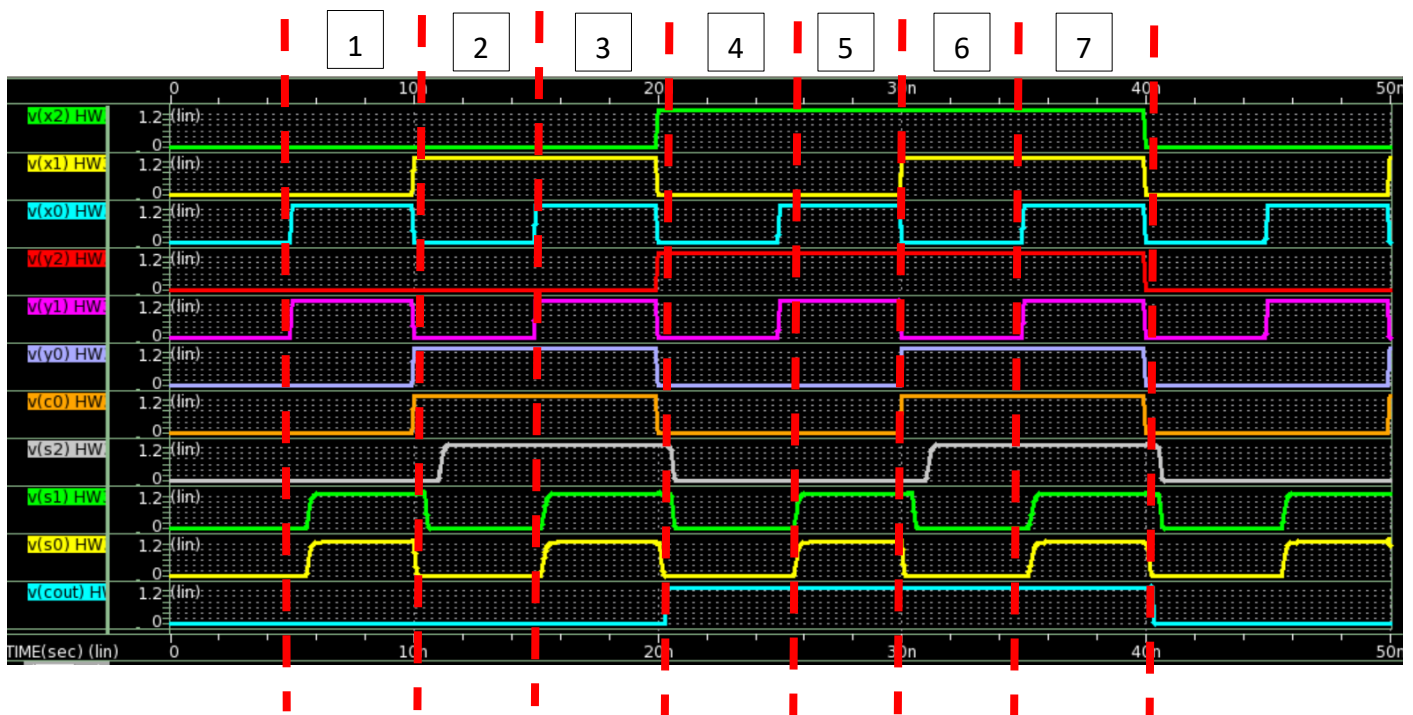 1 2 3 4 5 6 7
0 10n 20 30n 40n 50n
v(x2) HW. 1.2 (lin)
0
v(x1) HW: 1.2 (lin)
0
v(x0) HW. 1.2 (lin)
0
v(y2) HW. 1.2 (lin)
0
v(y1) HW. 1.2 (lin)
0
v(y0) HW. 1.2 (lin)
0
v(c0) HW. 1.2 (lin)
0
v(s2) HW. 1.2 (lin)
0
v(s1) HW. 1.2 (lin)
0
v(s0) HW. 1.2 (lin)
0
v(cout) HW 1.2 (lin)
0
TIME(sec) (lin) 0 10n 20n 30n 40n 50n